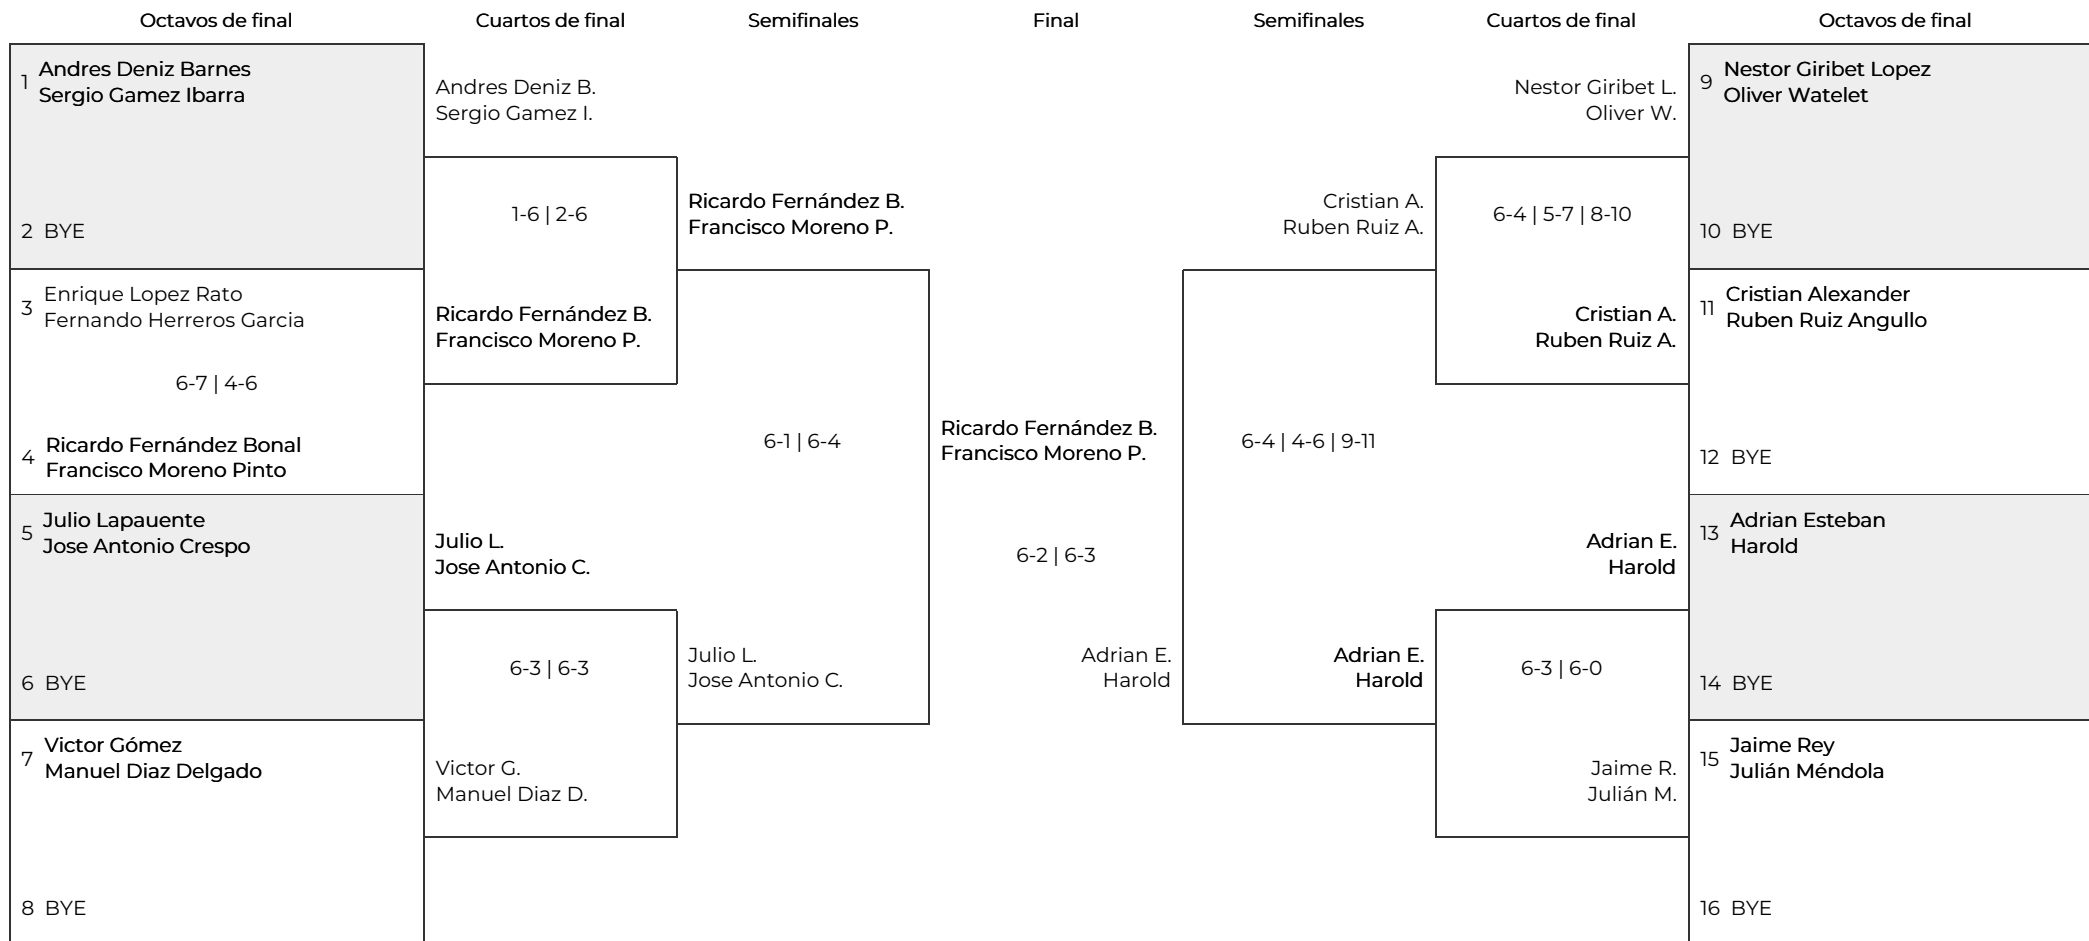 Octavos de final
Cuartos de final
Semifinales
Final
Semifinales
Cuartos de final
Octavos de final
1 Andres Deniz Barnes
Sergio Gamez Ibarra
2 BYE
3 Enrique Lopez Rato
Fernando Herreros Garcia
6-7 | 4-6
4 Ricardo Fernández Bonal
Francisco Moreno Pinto
5 Julio Lapauente
Jose Antonio Crespo
6 BYE
7 Victor Gómez
Manuel Diaz Delgado
8 BYE
Andres Deniz B.
Sergio Gamez I.
1-6 | 2-6
Ricardo Fernández B.
Francisco Moreno P.
Julio L.
Jose Antonio C.
6-3 | 6-3
Victor G.
Manuel Diaz D.
Ricardo Fernández B.
Francisco Moreno P.
6-1 | 6-4
Julio L.
Jose Antonio C.
Ricardo Fernández B.
Francisco Moreno P.
6-2 | 6-3
Adrian E.
Harold
Cristian A.
Ruben Ruiz A.
6-4 | 4-6 | 9-11
Adrian E.
Harold
Nestor Giribet L.
Oliver W.
6-4 | 5-7 | 8-10
Cristian A.
Ruben Ruiz A.
Adrian E.
Harold
6-3 | 6-0
Jaime R.
Julián M.
9 Nestor Giribet Lopez
Oliver Watelet
10 BYE
11 Cristian Alexander
Ruben Ruiz Angullo
12 BYE
13 Adrian Esteban
Harold
14 BYE
15 Jaime Rey
Julián Méndola
16 BYE